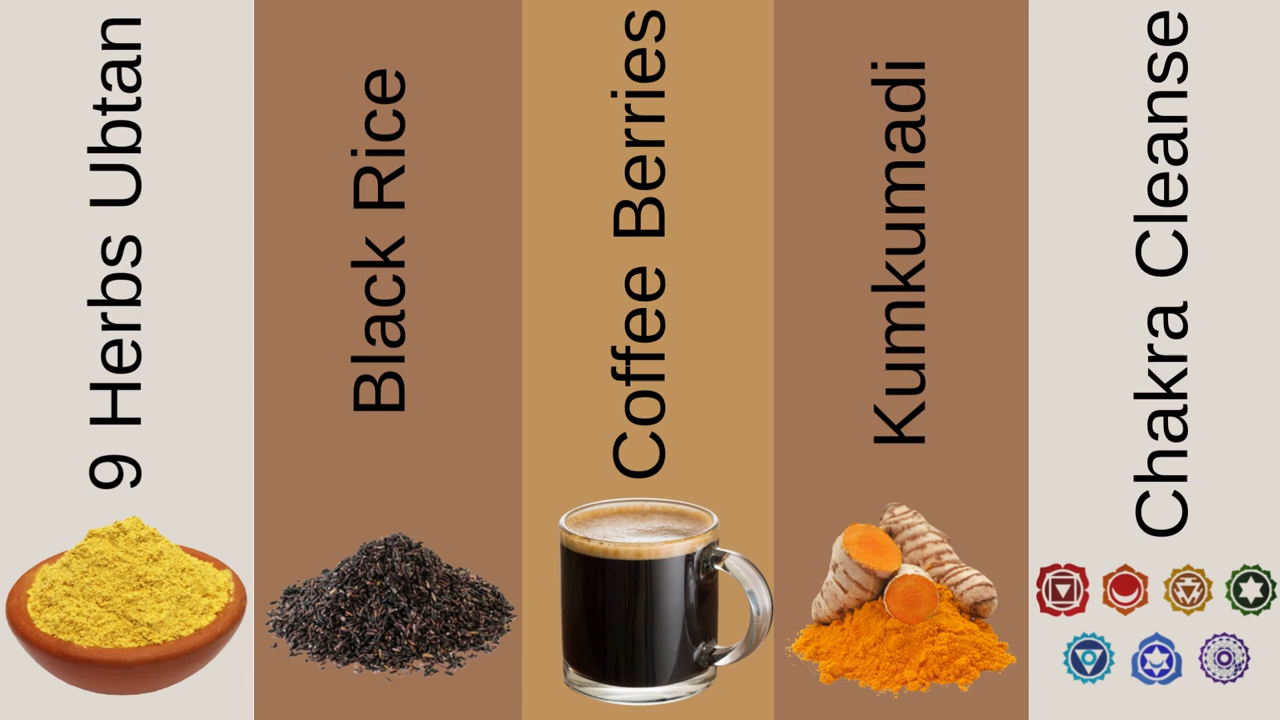 9 Herbs Ubtan
Black Rice
Coffee Berries
Kumkumadi
Chakra Cleanse